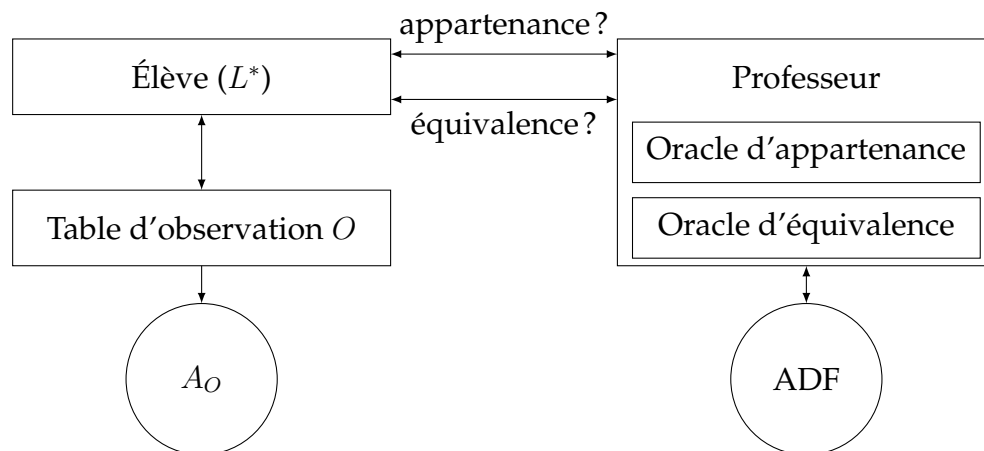 appartenance ?
Élève (L*)
Professeur
équivalence ?
Oracle d'appartenance
Table d'observation O
Oracle d'équivalence
A_O
ADF